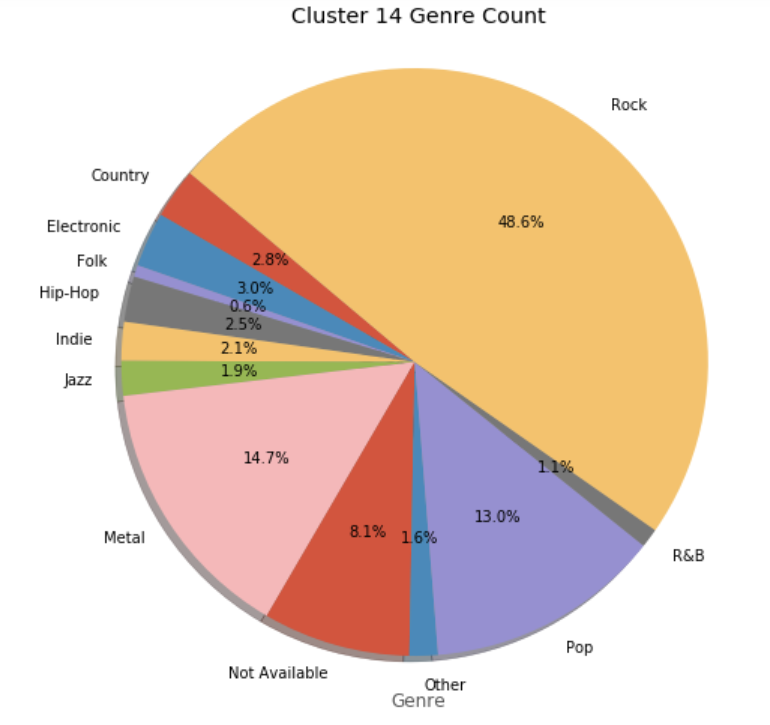 Cluster 14 Genre Count
Rock
48.6%
Country
2.8%
Electronic
3.0%
Folk
0.6%
Hip-Hop
2.5%
Indie
2.1%
Jazz
1.9%
Metal
14.7%
Not Available
8.1%
Other
1.6%
Pop
13.0%
R&B
1.1%
Genre